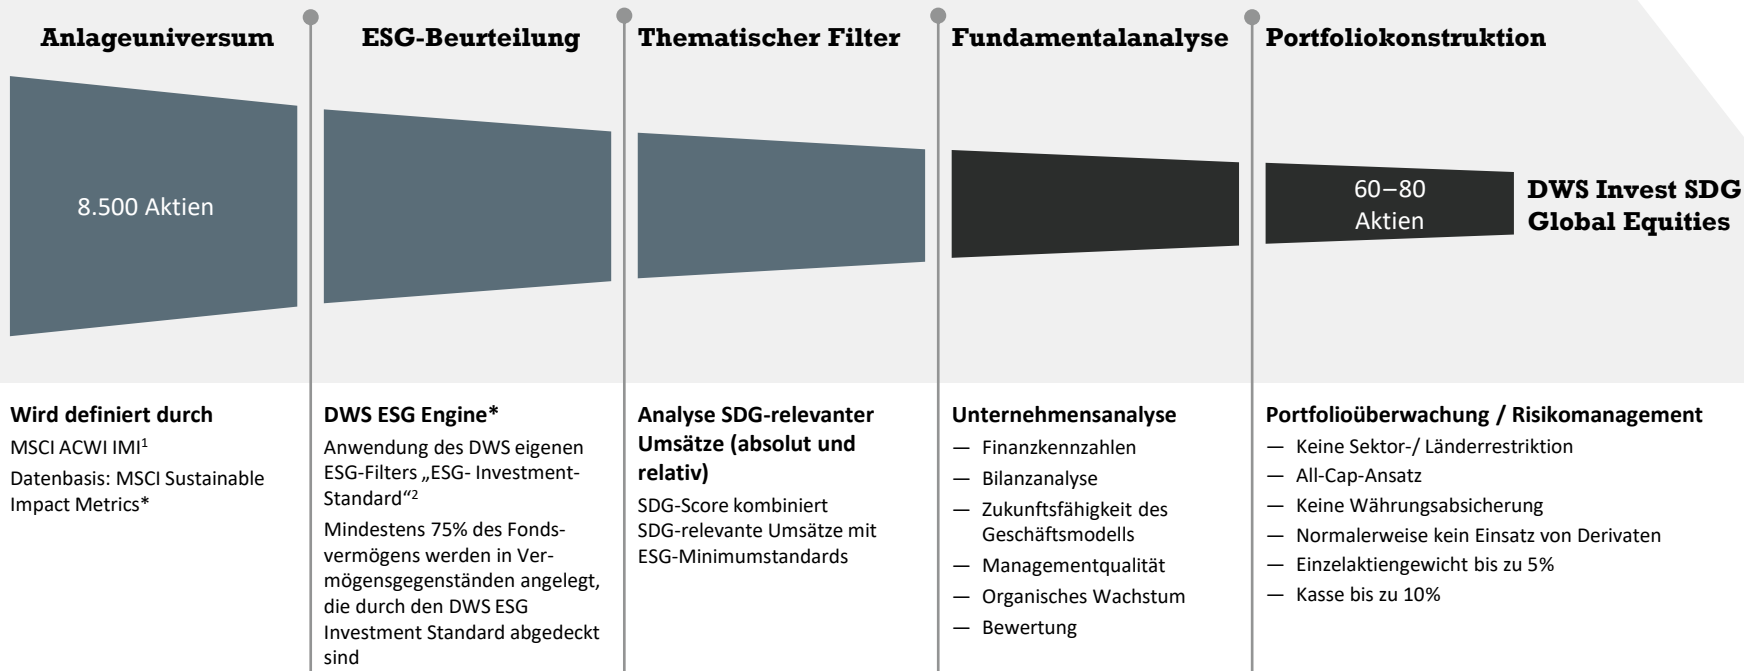 Anlageuniversum
ESG-Beurteilung
Thematischer Filter
Fundamentalanalyse
Portfoliokonstruktion
8.500 Aktien
60–80
Aktien
DWS Invest SDG
Global Equities
Wird definiert durch
MSCI ACWI IMI¹
Datenbasis: MSCI Sustainable
Impact Metrics*
DWS ESG Engine*
Anwendung des DWS eigenen
ESG-Filters „ESG- Investment-
Standard“²
Mindestens 75% des Fonds-
vermögens werden in Ver-
mögensgegenständen angelegt,
die durch den DWS ESG
Investment Standard abgedeckt
sind
Analyse SDG-relevanter
Umsätze (absolut und
relativ)
SDG-Score kombiniert
SDG-relevante Umsätze mit
ESG-Minimumstandards
Unternehmensanalyse
— Finanzkennzahlen
— Bilanzanalyse
— Zukunftsfähigkeit des
Geschäftsmodells
— Managementqualität
— Organisches Wachstum
— Bewertung
Portfolioüberwachung / Risikomanagement
— Keine Sektor-/ Länderrestriktion
— All-Cap-Ansatz
— Keine Währungsabsicherung
— Normalerweise kein Einsatz von Derivaten
— Einzelaktiengewicht bis zu 5%
— Kasse bis zu 10%